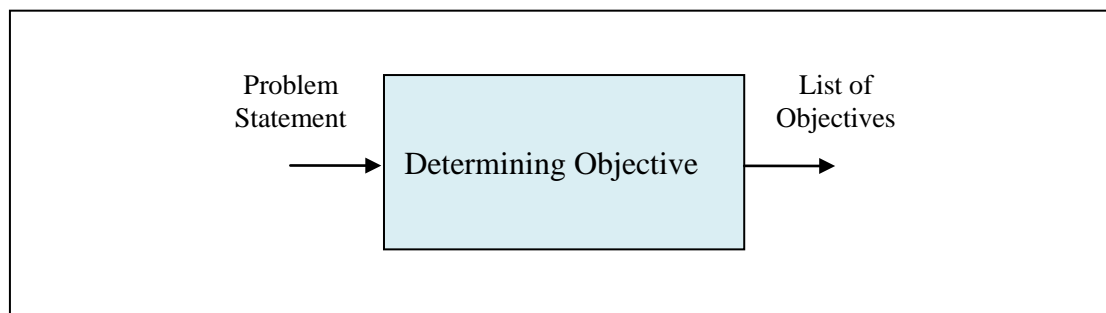 Problem
Statement
Determining Objective
List of
Objectives